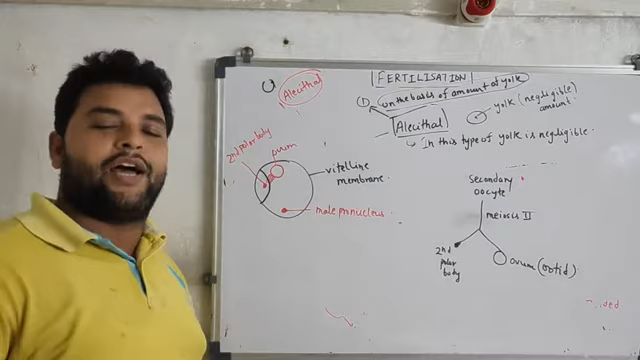 Alecithal
FERTILISATION
① on the basis of amount of yolk
yolk (negligible)
amount.
Alecithal
In this type of yolk is negligible.
2nd polar body
ovum
vitelline
membrane.
male pronucleus.
secondary
oocyte
meiosis II
2nd
polar
body
ovum (ootid)